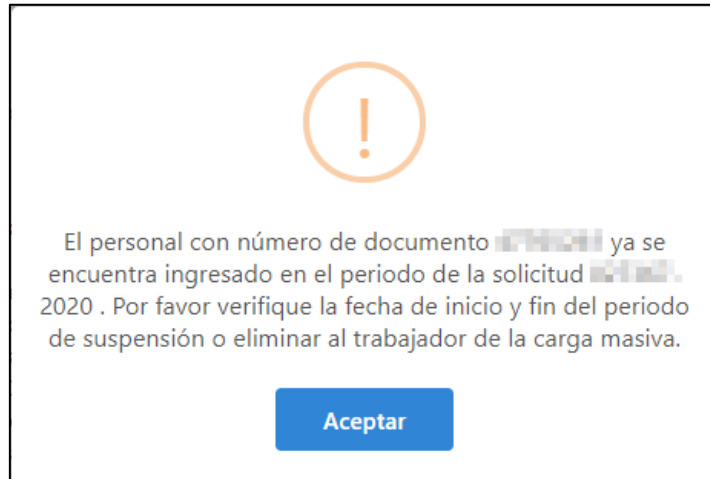 !
El personal con número de documento ya se
encuentra ingresado en el periodo de la solicitud
2020 . Por favor verifique la fecha de inicio y fin del periodo
de suspensión o eliminar al trabajador de la carga masiva.
Aceptar